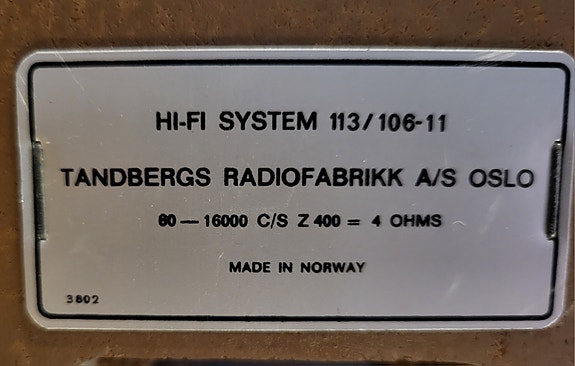 HI-FI SYSTEM 113/106-11
TANDBERGS RADIOFABRIKK A/S OSLO
60 — 16000 C/S Z 400 = 4 OHMS
MADE IN NORWAY
3802